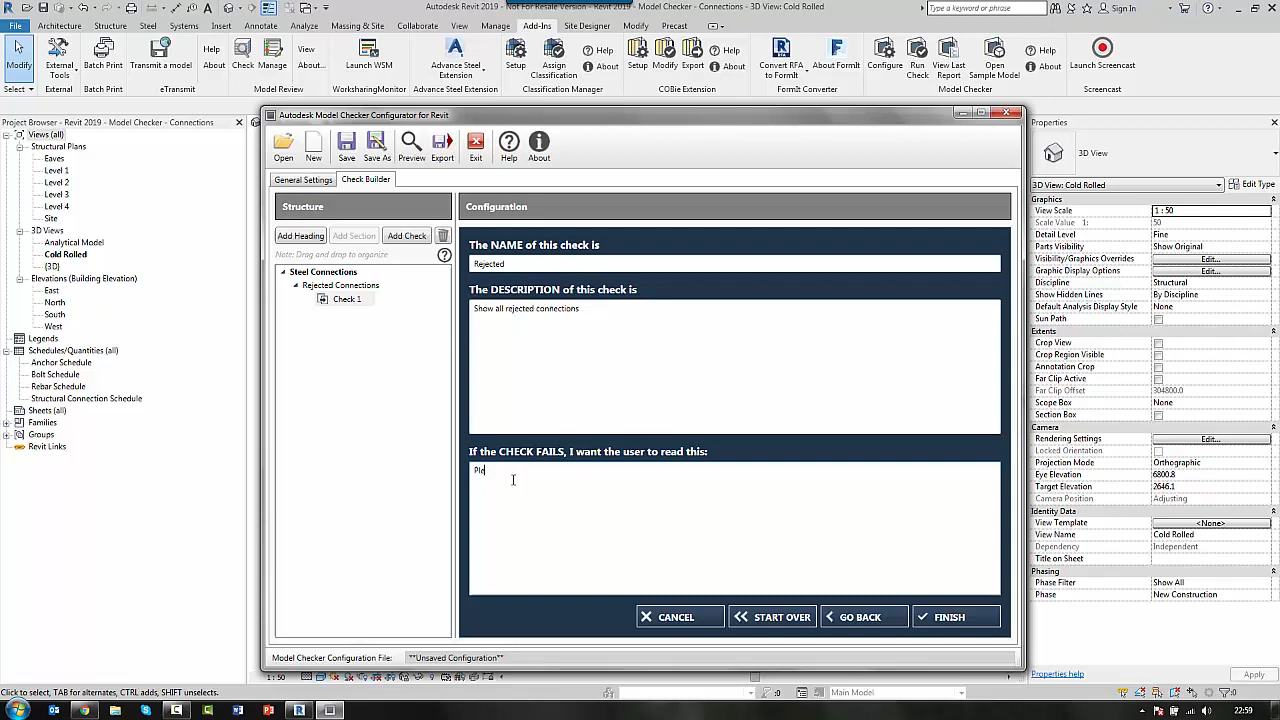 Autodesk Revit 2019 - Not For Resale Version - Revit 2019 - Model Checker - Connections - 3D View: Cold Rolled
Type a keyword or phrase
Sign In
File Architecture Structure Steel Systems Insert Annotate Analyze Massing & Site Collaborate View Manage Add-Ins Site Designer Modify Precast
Modify
External Tools
Batch Print
Transmit a model
Help
About
Check
Manage
View
About...
Launch WSM
Advance Steel Extension
Setup
Assign Classification
Help
About
Setup
Modify
Export
Help
About
Convert RFA to FormIt
About FormIt
Configure
Run Check
View Last Report
Open Sample Model
Help
About
Launch Screencast
Select External Batch Print eTransmit Model Review WorksharingMonitor Advance Steel Extension Classification Manager COBie Extension FormIt Converter Model Checker Screencast
Project Browser - Revit 2019 - Model Checker - Connections
Views (all)
Structural Plans
Eaves
Level 1
Level 2
Level 3
Level 4
Site
3D Views
Analytical Model
Cold Rolled
{3D}
Elevations (Building Elevation)
East
North
South
West
Legends
Schedules/Quantities (all)
Anchor Schedule
Bolt Schedule
Rebar Schedule
Structural Connection Schedule
Sheets (all)
Families
Groups
Revit Links
Autodesk Model Checker Configurator for Revit
Open New Save Save As Preview Export Exit Help About
General Settings Check Builder
Structure
Add Heading Add Section Add Check
Note: Drag and drop to organize
Steel Connections
Rejected Connections
Check 1
Configuration
The NAME of this check is
Rejected
The DESCRIPTION of this check is
Show all rejected connections
If the CHECK FAILS, I want the user to read this:
Ple
CANCEL START OVER GO BACK FINISH
Model Checker Configuration File: **Unsaved Configuration**
Properties
3D View
3D View: Cold Rolled Edit Type
Graphics
View Scale 1 : 50
Scale Value 1: 50
Detail Level Fine
Parts Visibility Show Original
Visibility/Graphics Overrides Edit...
Graphic Display Options Edit...
Discipline Structural
Show Hidden Lines By Discipline
Default Analysis Display Style None
Sun Path
Extents
Crop View
Crop Region Visible
Annotation Crop
Far Clip Active
Far Clip Offset 304800.0
Scope Box None
Section Box
Camera
Rendering Settings Edit...
Locked Orientation
Projection Mode Orthographic
Eye Elevation 6800.8
Target Elevation 2646.1
Camera Position Adjusting
Identity Data
View Template <None>
View Name Cold Rolled
Dependency Independent
Title on Sheet
Phasing
Phase Filter Show All
Phase New Construction
Properties help Apply
1 : 50
Click to select, TAB for alternates, CTRL adds, SHIFT unselects.
:0
Main Model
:0
22:59